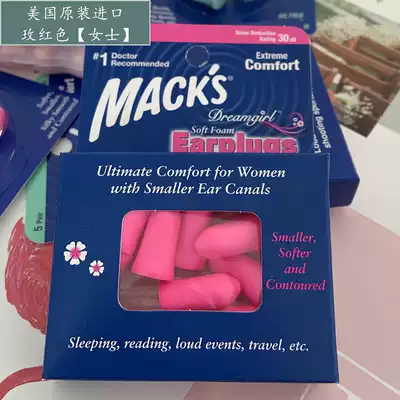 美国原装进口
玫红色【女士】
Noise Reduction
Rating 30 dB
#1 Doctor
Recommended
Extreme
Comfort
MACK'S
Dreamgirl
Soft Foam
Earplugs
shooting sports
5 Pair
Ultimate Comfort for Women
with Smaller Ear Canals
Smaller,
Softer
and
Contoured
Sleeping, reading, loud events, travel, etc.